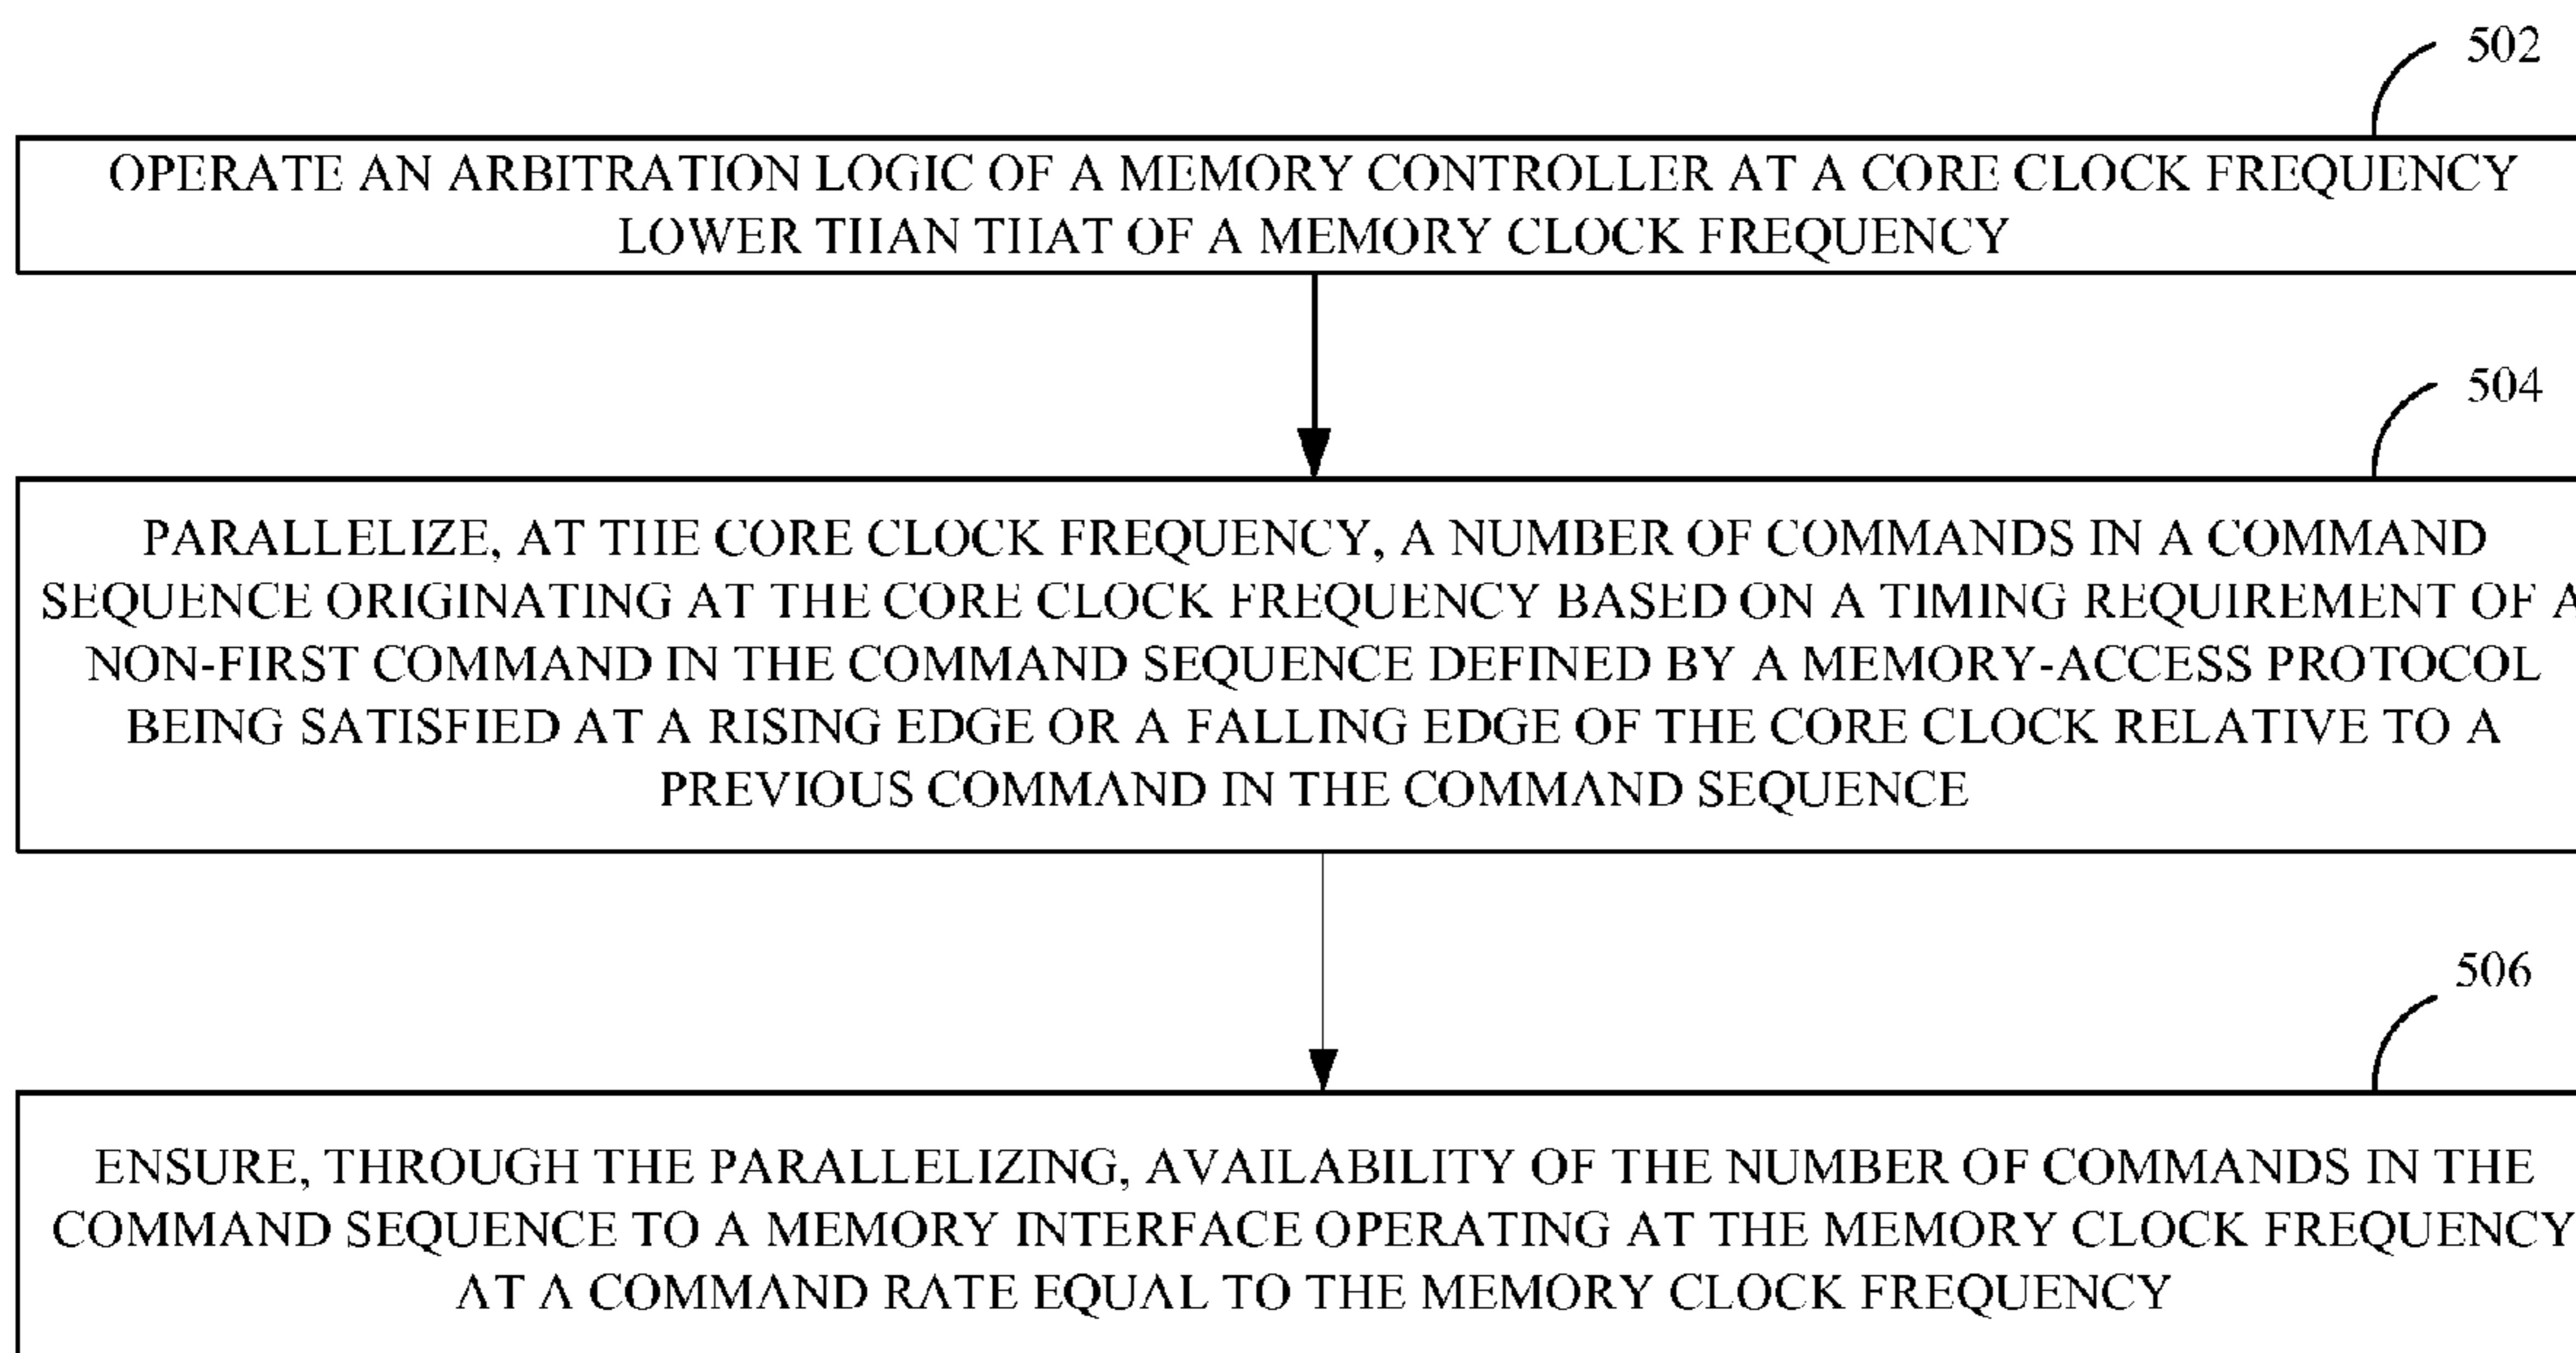 502
OPERATE AN ARBITRATION LOGIC OF A MEMORY CONTROLLER AT A CORE CLOCK FREQUENCY
LOWER THAN THAT OF A MEMORY CLOCK FREQUENCY
504
PARALLELIZE, AT THE CORE CLOCK FREQUENCY, A NUMBER OF COMMANDS IN A COMMAND
SEQUENCE ORIGINATING AT THE CORE CLOCK FREQUENCY BASED ON A TIMING REQUIREMENT OF A
NON-FIRST COMMAND IN THE COMMAND SEQUENCE DEFINED BY A MEMORY-ACCESS PROTOCOL
BEING SATISFIED AT A RISING EDGE OR A FALLING EDGE OF THE CORE CLOCK RELATIVE TO A
PREVIOUS COMMAND IN THE COMMAND SEQUENCE
506
ENSURE, THROUGH THE PARALLELIZING, AVAILABILITY OF THE NUMBER OF COMMANDS IN THE
COMMAND SEQUENCE TO A MEMORY INTERFACE OPERATING AT THE MEMORY CLOCK FREQUENCY
AT A COMMAND RATE EQUAL TO THE MEMORY CLOCK FREQUENCY